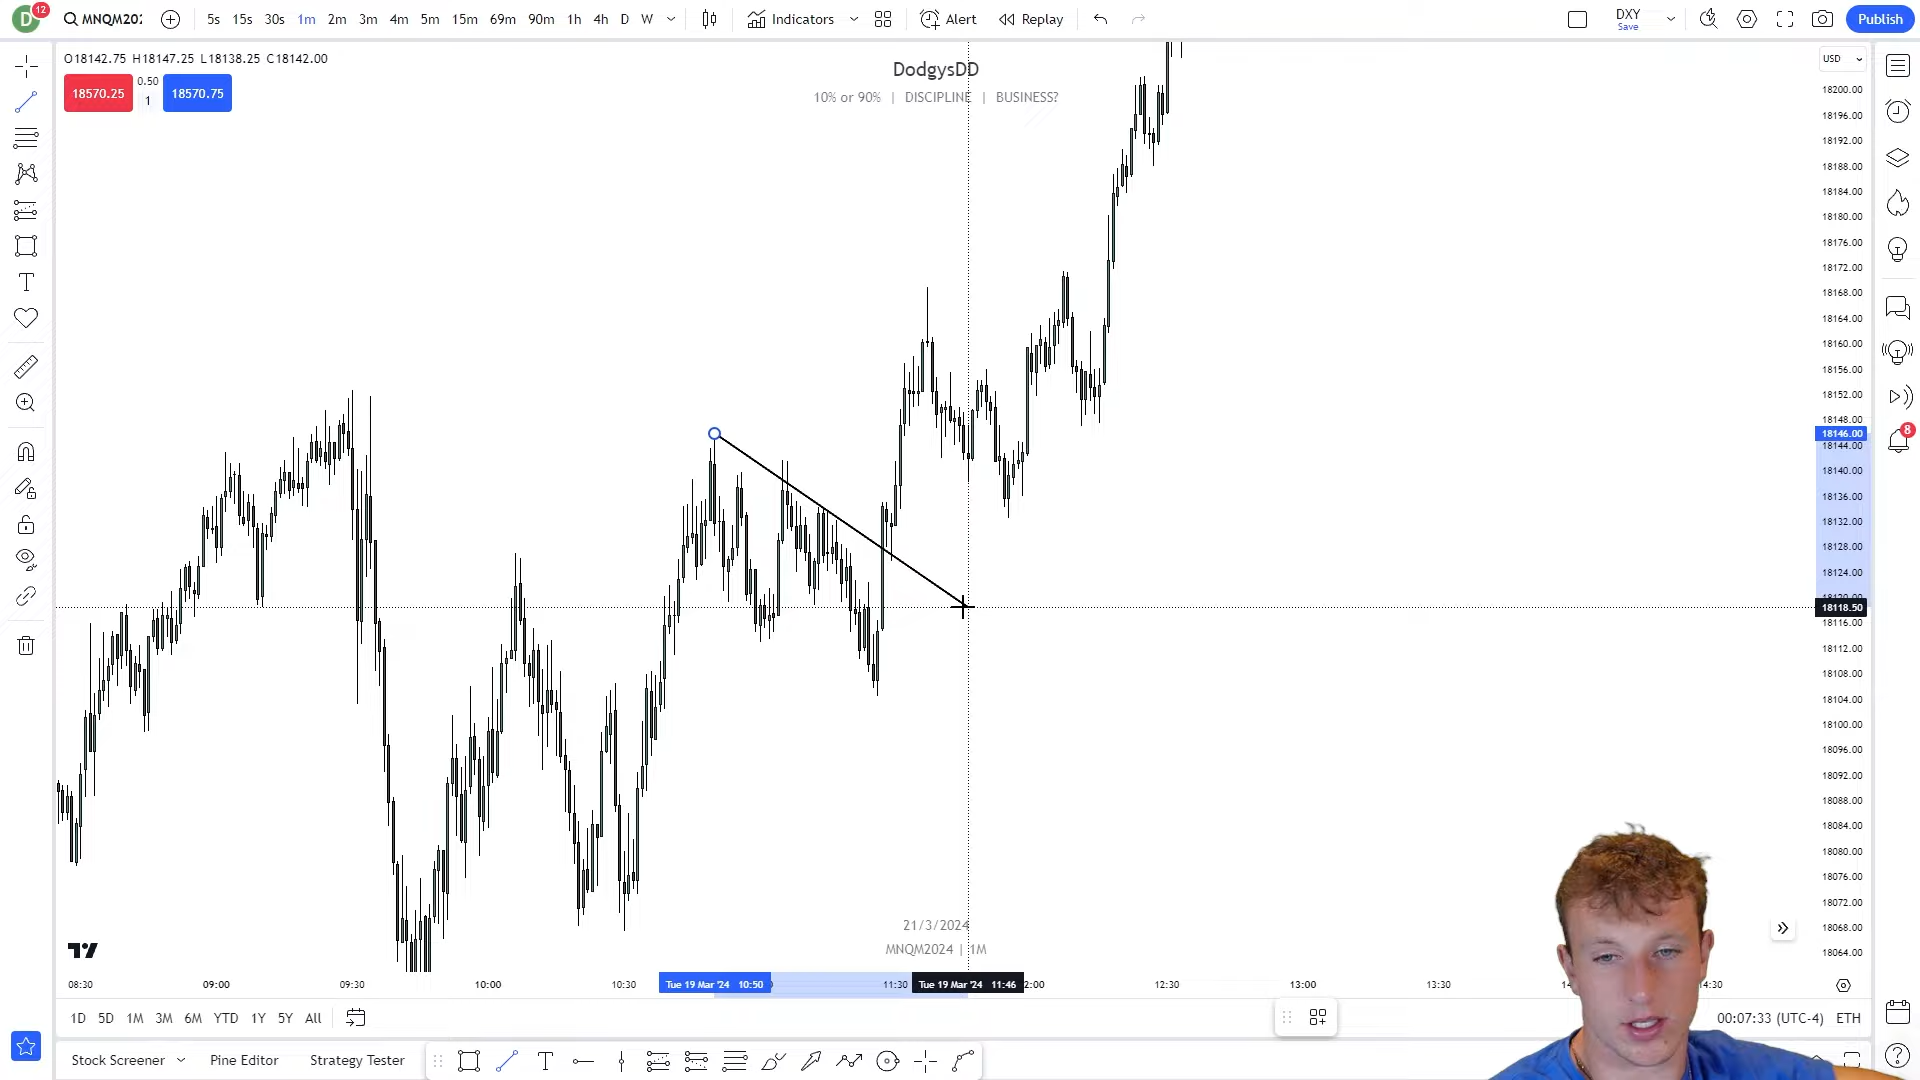 D
12
MNQM202
5s 15s 30s 1m 2m 3m 4m 5m 15m 69m 90m 1h 4h D W
Indicators
Alert
Replay
DXY
Save
Publish
O18142.75 H18147.25 L18138.25 C18142.00
18570.25
0.50
1
18570.75
DodgysDD
10% or 90% | DISCIPLINE | BUSINESS?
USD
18200.00
18196.00
18192.00
18188.00
18184.00
18180.00
18176.00
18172.00
18168.00
18164.00
18160.00
18156.00
18152.00
18148.00
18146.00
18144.00
18140.00
18136.00
18132.00
18128.00
18124.00
18118.50
18116.00
18112.00
18108.00
18104.00
18100.00
18096.00
18092.00
18088.00
18084.00
18080.00
18076.00
18072.00
18068.00
18064.00
8
21/3/2024
MNQM2024 | 1M
08:30 09:00 09:30 10:00 10:30 Tue 19 Mar '24 10:50 11:30 Tue 19 Mar '24 11:46 2:00 12:30 13:00 13:30 14:30
1D 5D 1M 3M 6M YTD 1Y 5Y All
00:07:33 (UTC-4) ETH
Stock Screener
Pine Editor
Strategy Tester